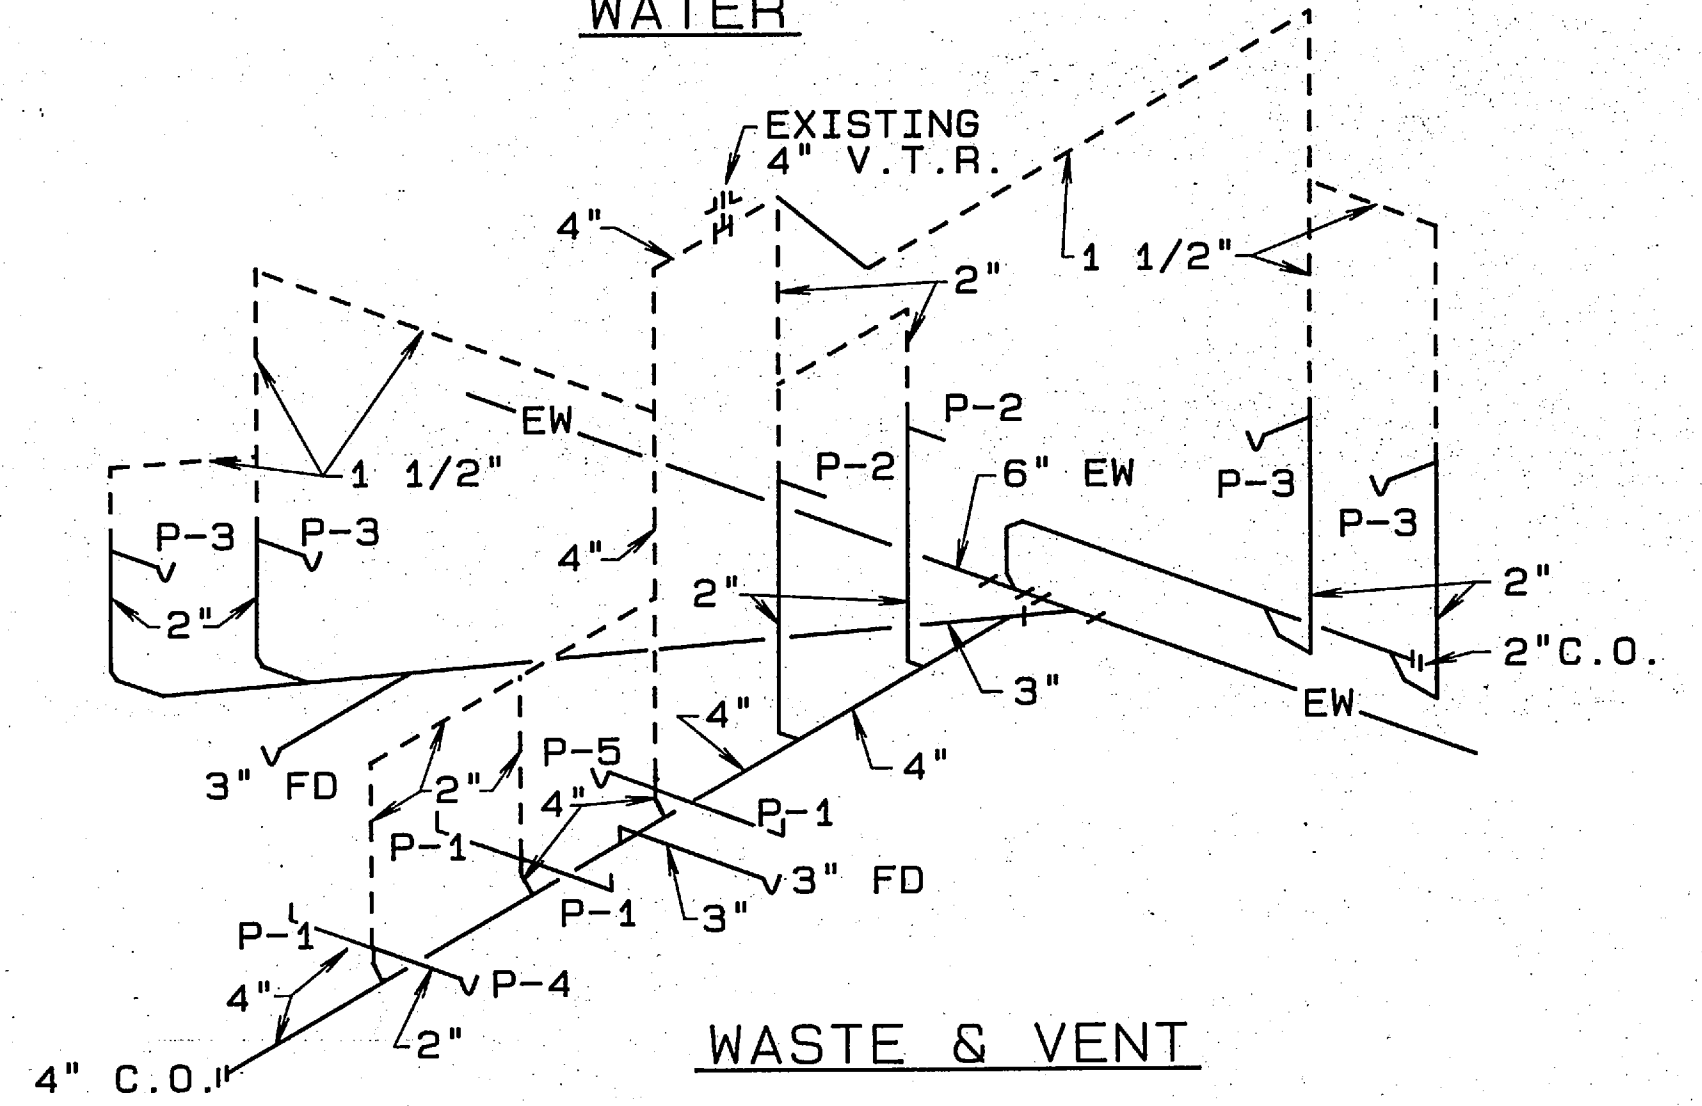 WATER
EXISTING
4" V.T.R.
4"
1 1/2"
2"
P-2
EW
P-2
6" EW
1 1/2"
P-3
P-3
P-3
P-3
4"
2"
2"
2"
2"C.O.
3"
EW
4"
P-5
4"
3" FD
2"
4"
P-1
P-1
3" FD
P-1
3"
P-1
P-4
4"
2"
WASTE & VENT
4" C.O.